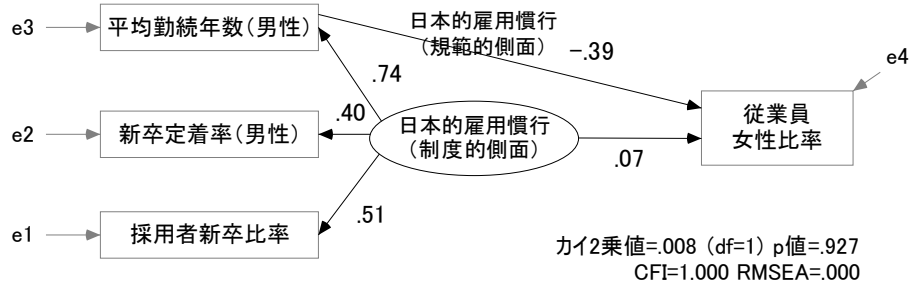 e3
平均勤続年数(男性)
日本的雇用慣行
(規範的側面)
-.39
e4
.74
従業員
女性比率
e2
新卒定着率(男性)
.40
日本的雇用慣行
(制度的側面)
.07
.51
e1
採用者新卒比率
カイ2乗値=.008 (df=1) p値=.927
CFI=1.000 RMSEA=.000